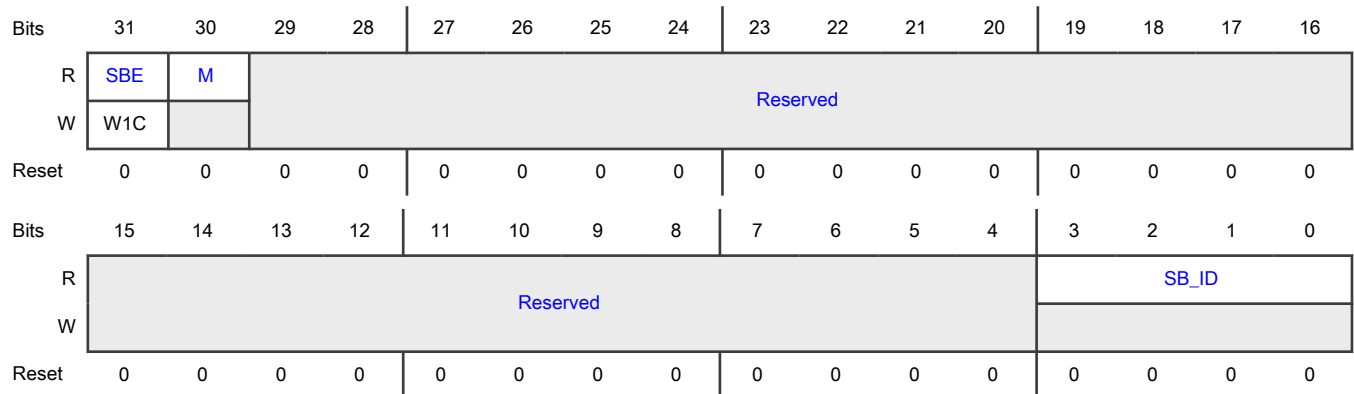 Bits 31 30 29 28 27 26 25 24 23 22 21 20 19 18 17 16
R SBE M
Reserved
W W1C
Reset 0 0 0 0 0 0 0 0 0 0 0 0 0 0 0 0
Bits 15 14 13 12 11 10 9 8 7 6 5 4 3 2 1 0
R SB_ID
Reserved
W
Reset 0 0 0 0 0 0 0 0 0 0 0 0 0 0 0 0